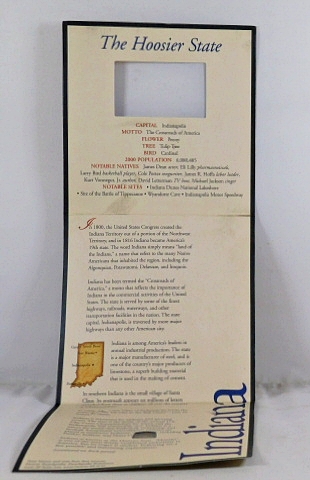 The Hoosier State
CAPITAL Indianapolis
MOTTO The Crossroads of America
FLOWER Peony
TREE Tulip Tree
BIRD Cardinal
2000 POPULATION 6,080,485
NOTABLE NATIVES James Dean actor, Eli Lilly pharmaceuticals,
Larry Bird basketball player, Cole Porter songwriter, James R. Hoffa labor leader,
Kurt Vonnegut, Jr. author, David Letterman TV host, Michael Jackson singer
NOTABLE SITES • Indiana Dunes National Lakeshore
• Site of the Battle of Tippecanoe • Wyandotte Cave • Indianapolis Motor Speedway
In 1800, the United States Congress created the
Indiana Territory out of a portion of the Northwest
Territory, and in 1816 Indiana became America's
19th state. The word Indiana simply means "land of
the Indians," a name that refers to the many Native
Americans that inhabited the region, including the
Algonquian, Potawatomi, Delaware, and Iroquois.
Indiana has been termed the "Crossroads of
America," a motto that reflects the importance of
Indiana to the commercial activities of the United
States. The state is served by some of the finest
highways, railroads, waterways, and other
transportation facilities in the nation. The state
capital, Indianapolis, is traversed by more major
highways than any other American city.
Indiana is among America's leaders in
annual industrial production. The state
is a major manufacturer of steel, and is
one of the country's major producers of
limestone, a superb building material
that is used in the making of cement.
Indianapolis
In southern Indiana is the small village of Santa
Claus. Its postmark appears on millions of letters
Indiana